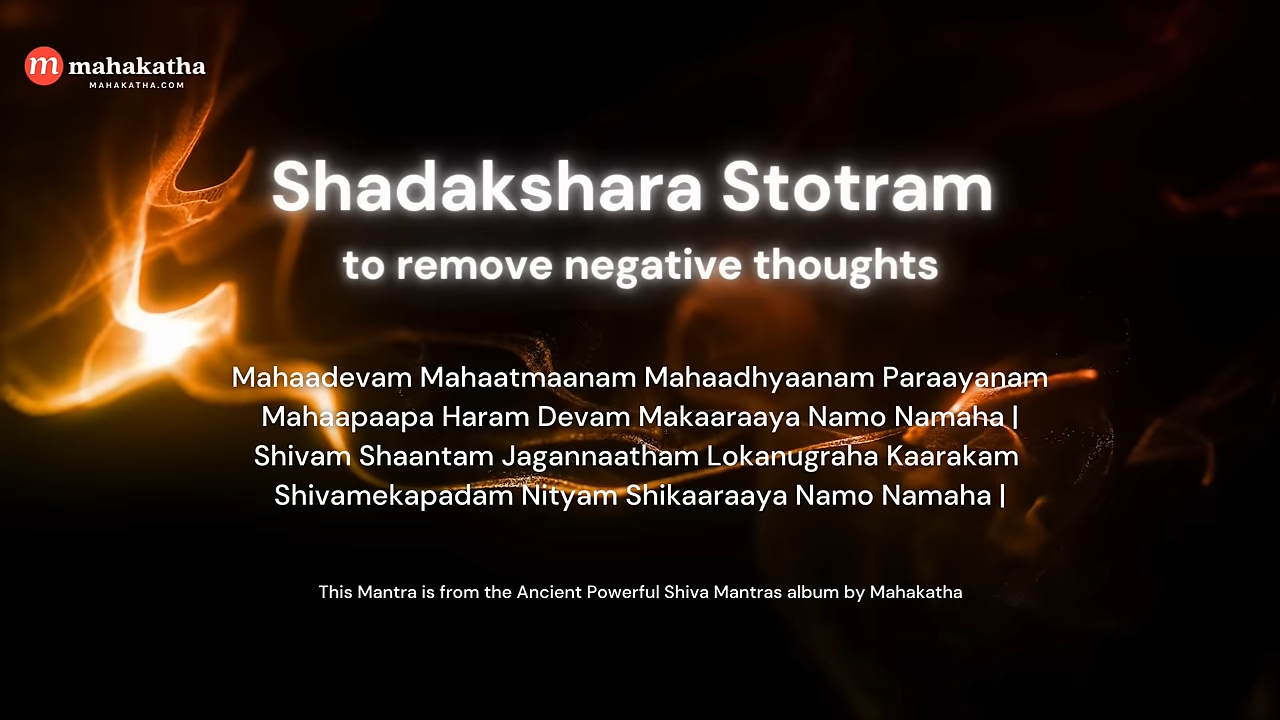 m mahakatha
MAHAKATHA.COM
Shadakshara Stotram
to remove negative thoughts
Mahaadevam Mahaatmaanam Mahaadhyaanam Paraayanam
Mahaapaapa Haram Devam Makaaraaya Namo Namaha |
Shivam Shaantam Jagannaatham Lokanugraha Kaarakam
Shivamekapadam Nityam Shikaaraaya Namo Namaha |
This Mantra is from the Ancient Powerful Shiva Mantras album by Mahakatha